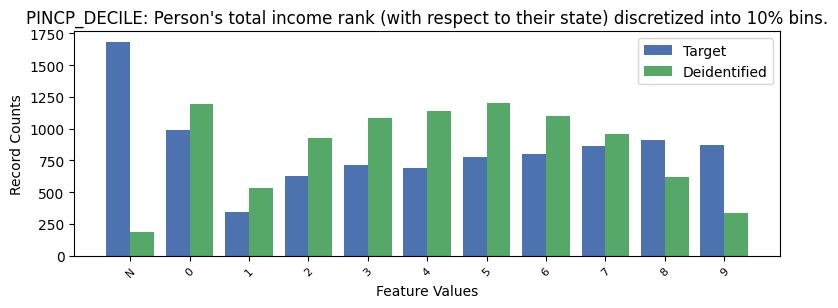 PINCP_DECILE: Person's total income rank (with respect to their state) discretized into 10% bins.
Target
Deidentified
Record Counts
1750
1500
1250
1000
750
500
250
0
N 0 1 2 3 4 5 6 7 8 9
Feature Values